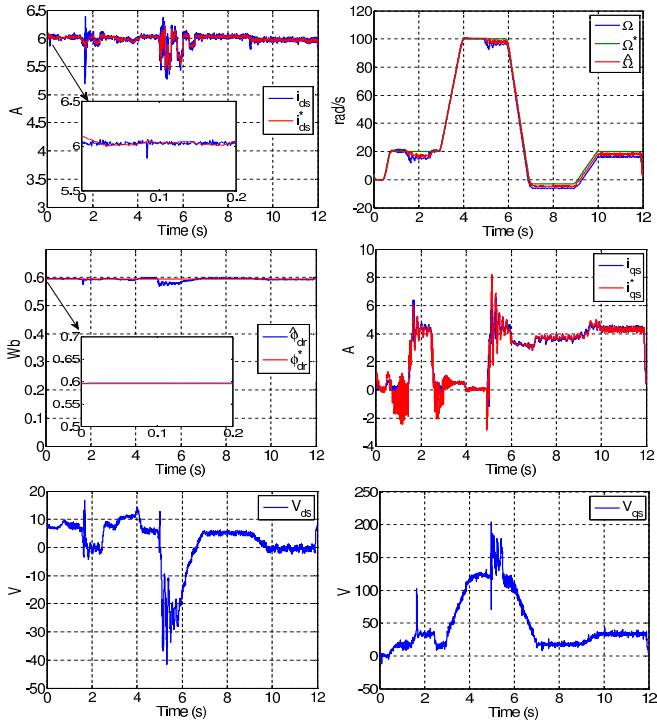 6.5
6
5.5
5
4.5
4
3.5
3
A
6.5
6
5.5
0
0.1
0.2
i_ds
i*_ds
0 2 4 6 8 10 12
Time (s)
120
100
80
60
40
20
0
-20
rad/s
Ω
Ω*
Ω̂
0 2 4 6 8 10 12
Time (s)
0.6
0.5
0.4
0.3
0.2
0.1
0
Wb
0.7
0.65
0.6
0.55
0.5
0 0.1 0.2
ϕ̂_dr
ϕ*_dr
0 2 4 6 8 10 12
Time (s)
10
8
6
4
2
0
-2
-4
A
i_qs
i*_qs
0 2 4 6 8 10 12
Time (s)
20
10
0
-10
-20
-30
-40
-50
V
V_ds
0 2 4 6 8 10 12
Time (s)
250
200
150
100
50
0
-50
V
V_qs
0 2 4 6 8 10 12
Time (s)